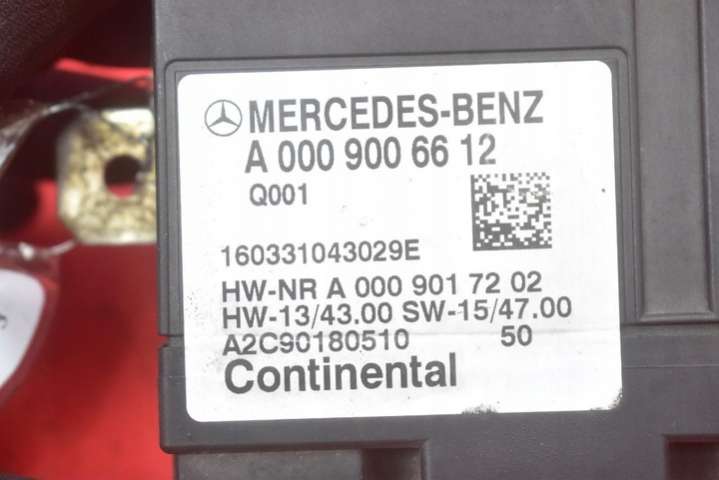 MERCEDES-BENZ
A 000 900 66 12
Q001
160331043029E
HW-NR A 000 901 72 02
HW-13/43.00 SW-15/47.00
A2C90180510 50
Continental